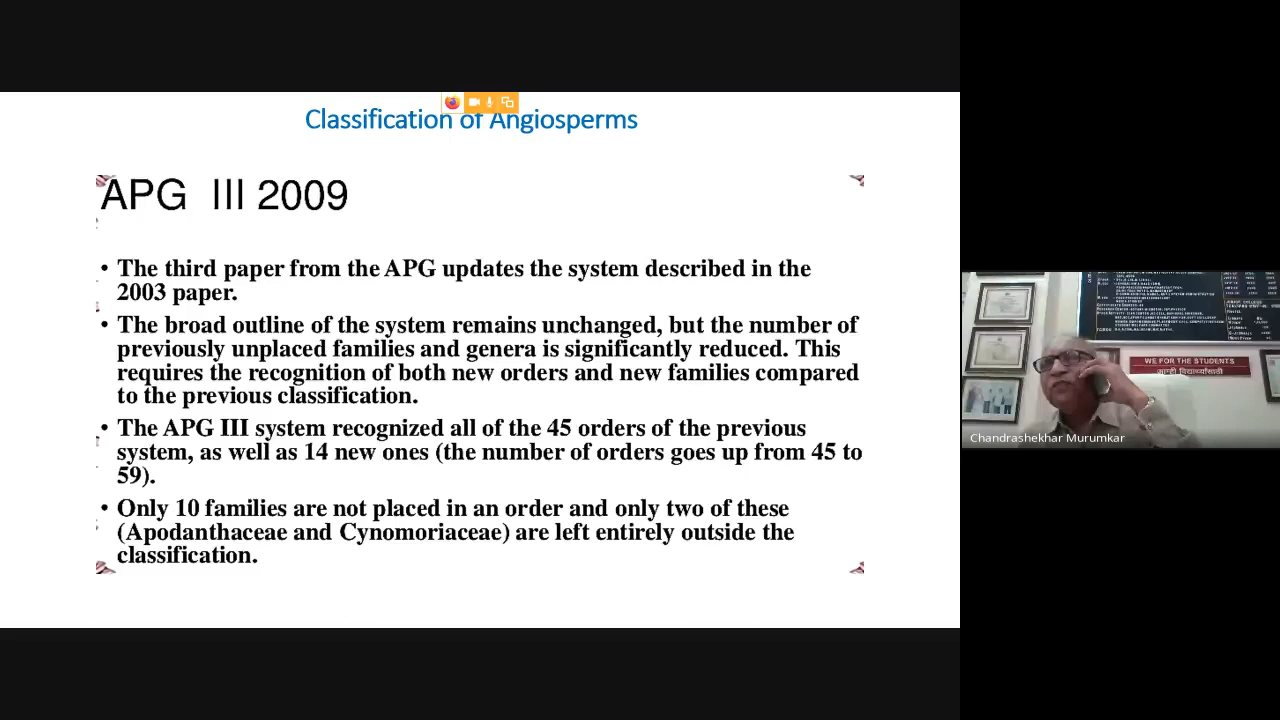 Classification of Angiosperms
APG III 2009
• The third paper from the APG updates the system described in the
2003 paper.
• The broad outline of the system remains unchanged, but the number of
previously unplaced families and genera is significantly reduced. This
requires the recognition of both new orders and new families compared
to the previous classification.
• The APG III system recognized all of the 45 orders of the previous
system, as well as 14 new ones (the number of orders goes up from 45 to
59).
• Only 10 families are not placed in an order and only two of these
(Apodanthaceae and Cynomoriaceae) are left entirely outside the
classification.
WE FOR THE STUDENTS
आम्ही विद्यार्थ्यांसाठी
Chandrashekhar Murumkar